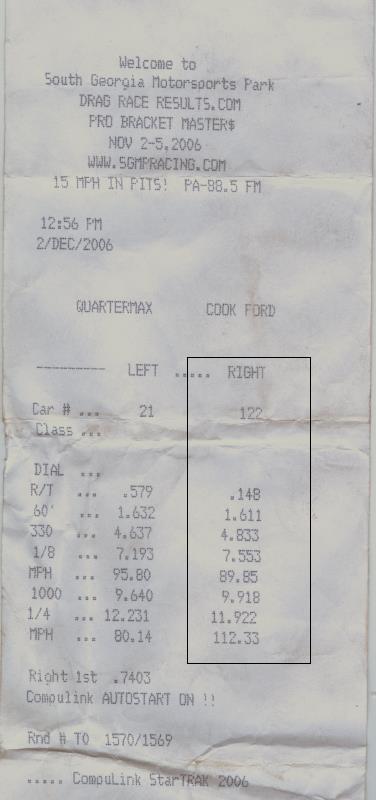 Welcome to
South Georgia Motorsports Park
DRAG RACE RESULTS.COM
PRO BRACKET MASTER$
NOV 2-5,2006
WWW.SGMPRACING.COM
15 MPH IN PITS! PA-88.5 FM
12:56 PM
2/DEC/2006
QUARTERMAX COOK FORD
---------- LEFT ..... RIGHT
Car # ... 21 122
Class ...
DIAL ...
R/T ... .579 .148
60' ... 1.632 1.611
330 ... 4.637 4.833
1/8 ... 7.193 7.553
MPH ... 95.80 89.85
1000 ... 9.640 9.918
1/4 ... 12.231 11.922
MPH ... 80.14 112.33
Right 1st .7403
Compulink AUTOSTART ON !!
Rnd # TO 1570/1569
..... CompuLink StarTRAK 2006